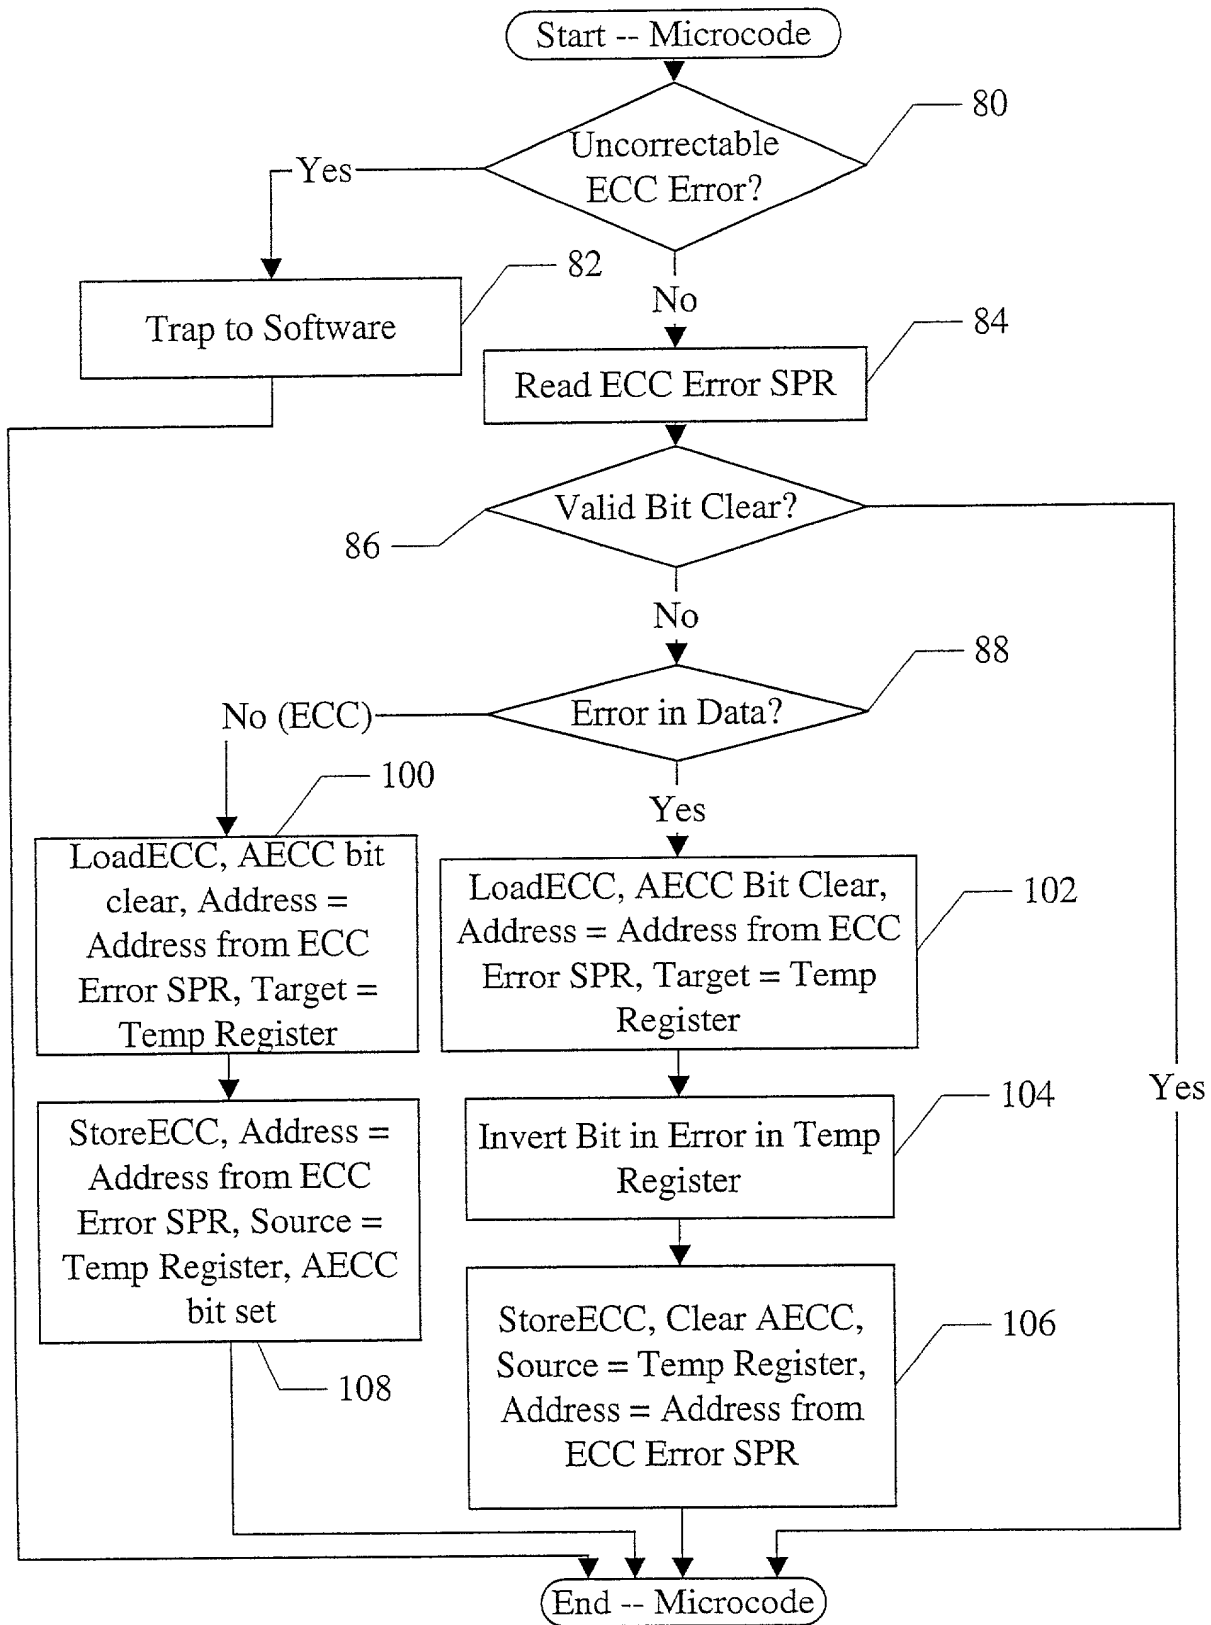 Start -- Microcode
80
Uncorrectable
ECC Error?
Yes
82
Trap to Software
No
84
Read ECC Error SPR
Valid Bit Clear?
86
No
88
Error in Data?
No (ECC)
100
Yes
LoadECC, AECC bit
clear, Address =
Address from ECC
Error SPR, Target =
Temp Register
LoadECC, AECC Bit Clear,
Address = Address from ECC
Error SPR, Target = Temp
Register
102
Yes
104
Invert Bit in Error in Temp
Register
StoreECC, Address =
Address from ECC
Error SPR, Source =
Temp Register, AECC
bit set
108
StoreECC, Clear AECC,
Source = Temp Register,
Address = Address from
ECC Error SPR
106
End -- Microcode